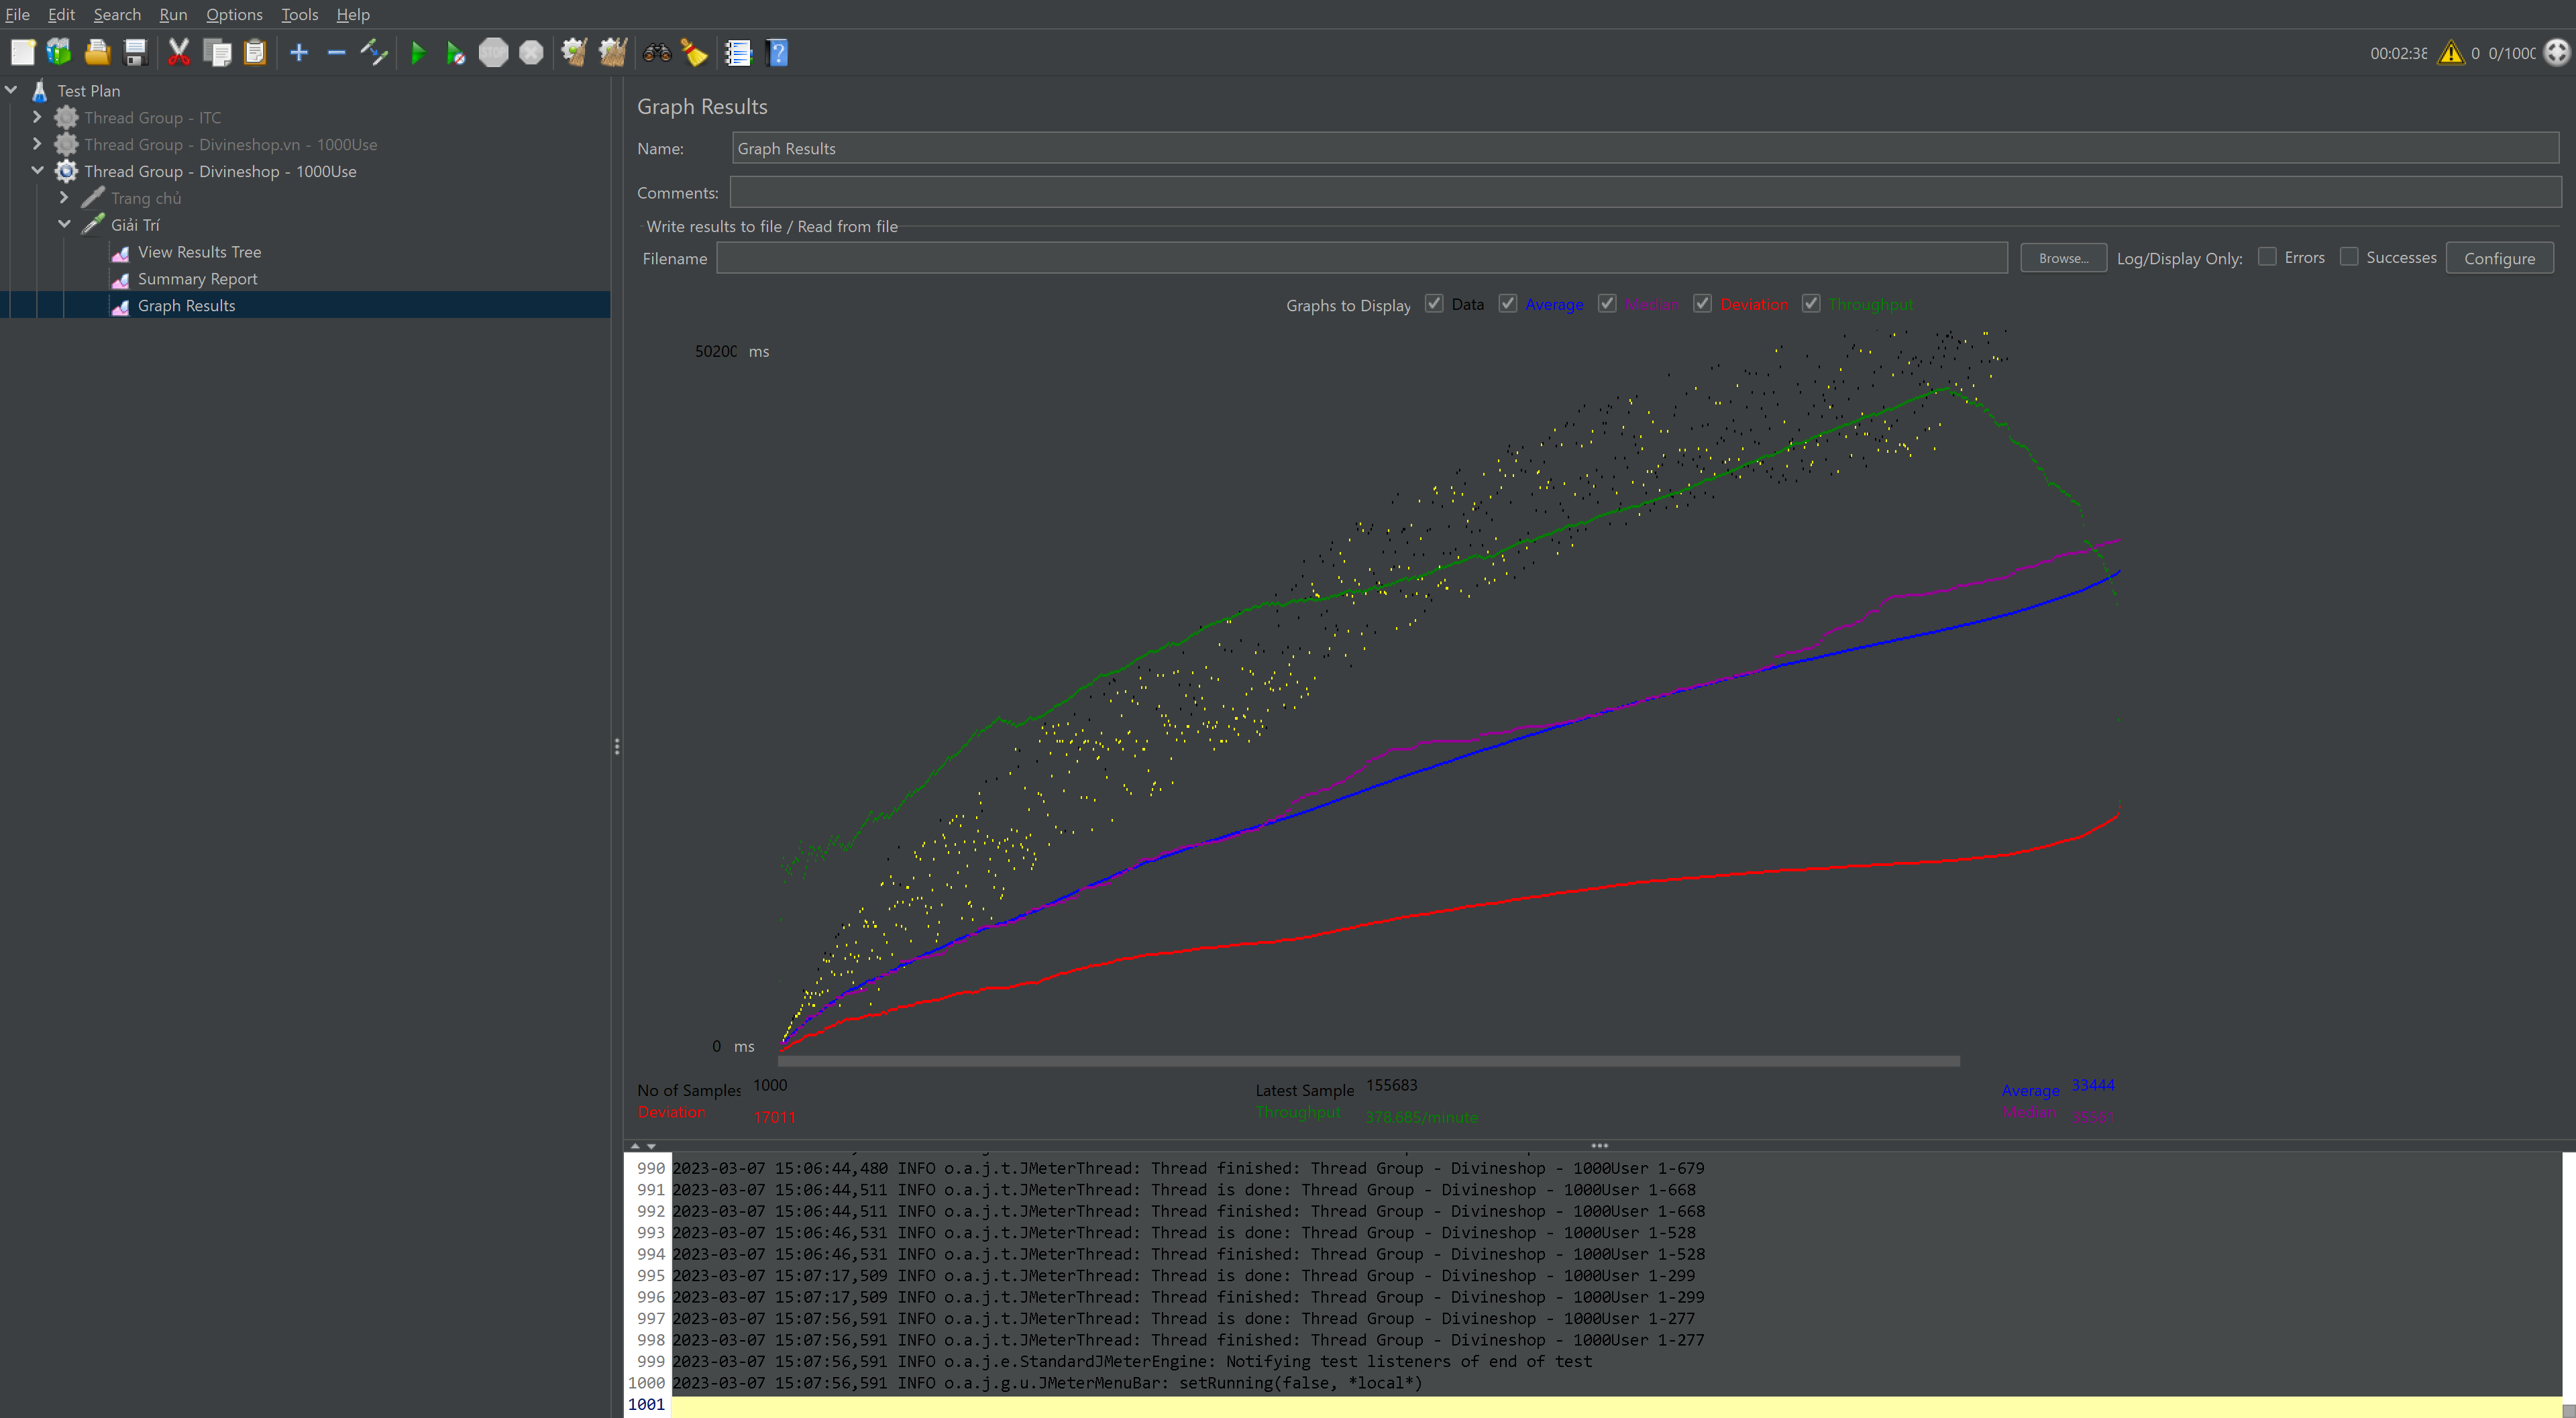 File Edit Search Run Options Tools Help
00:02:38 0 0/1000
Test Plan
Thread Group - ITC
Thread Group - Divineshop.vn - 1000Use
Thread Group - Divineshop - 1000Use
Trang chủ
Giải Trí
View Results Tree
Summary Report
Graph Results
Graph Results
Name: Graph Results
Comments:
Write results to file / Read from file
Filename Browse... Log/Display Only: Errors Successes Configure
Graphs to Display Data Average Median Deviation Throughput
50200 ms
0 ms
No of Samples 1000 Latest Sample 155683 Average 33444
Deviation 17011 Throughput 378.685/minute Median
990 2023-03-07 15:06:44,480 INFO o.a.j.t.JMeterThread: Thread finished: Thread Group - Divineshop - 1000User 1-679
991 2023-03-07 15:06:44,511 INFO o.a.j.t.JMeterThread: Thread is done: Thread Group - Divineshop - 1000User 1-668
992 2023-03-07 15:06:44,511 INFO o.a.j.t.JMeterThread: Thread finished: Thread Group - Divineshop - 1000User 1-668
993 2023-03-07 15:06:46,531 INFO o.a.j.t.JMeterThread: Thread is done: Thread Group - Divineshop - 1000User 1-528
994 2023-03-07 15:06:46,531 INFO o.a.j.t.JMeterThread: Thread finished: Thread Group - Divineshop - 1000User 1-528
995 2023-03-07 15:07:17,509 INFO o.a.j.t.JMeterThread: Thread is done: Thread Group - Divineshop - 1000User 1-299
996 2023-03-07 15:07:17,509 INFO o.a.j.t.JMeterThread: Thread finished: Thread Group - Divineshop - 1000User 1-299
997 2023-03-07 15:07:56,591 INFO o.a.j.t.JMeterThread: Thread is done: Thread Group - Divineshop - 1000User 1-277
998 2023-03-07 15:07:56,591 INFO o.a.j.t.JMeterThread: Thread finished: Thread Group - Divineshop - 1000User 1-277
999 2023-03-07 15:07:56,591 INFO o.a.j.e.StandardJMeterEngine: Notifying test listeners of end of test
1000 2023-03-07 15:07:56,591 INFO o.a.j.g.u.JMeterMenuBar: setRunning(false, *local*)
1001